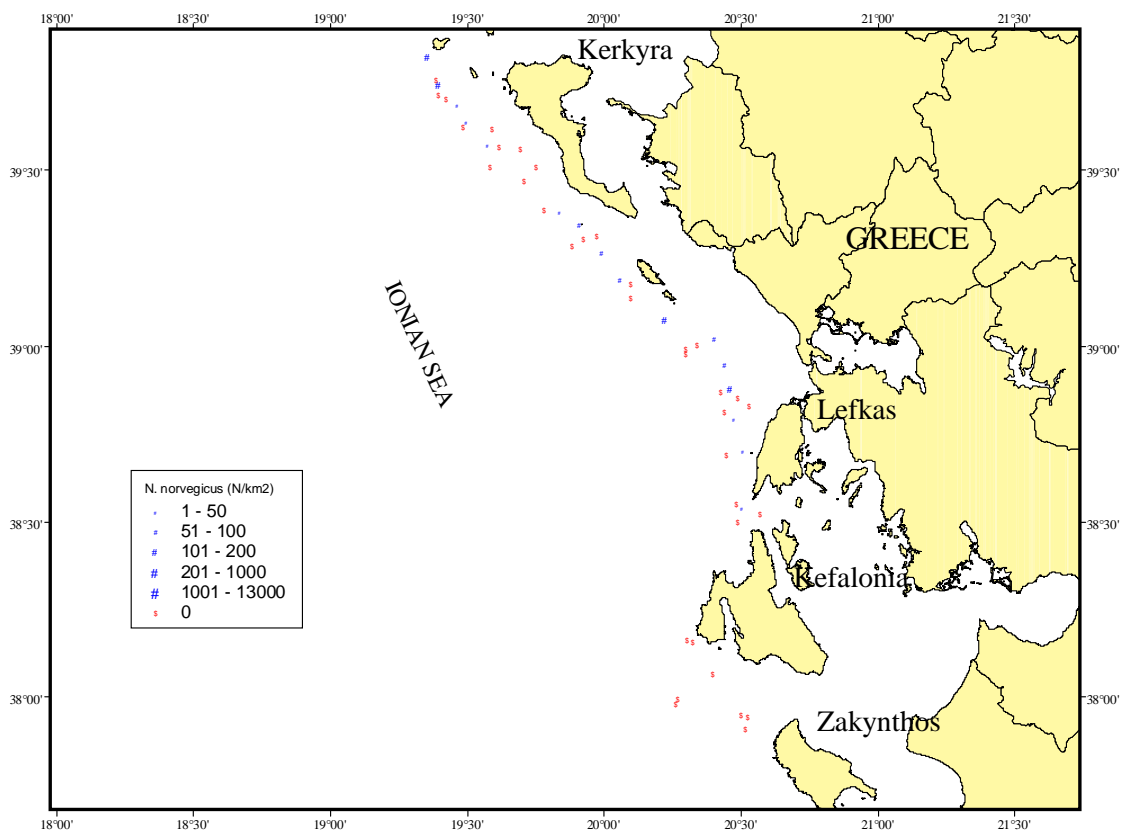 18°00' 18°30' 19°00' 19°30' 20°00' 20°30' 21°00' 21°30'
Kerkyra
39°30' 39°30'
GREECE
IONIAN SEA
39°00' 39°00'
Lefkas
N. norvegicus (N/km2)
# 1 - 50
# 51 - 100
# 101 - 200
# 201 - 1000
# 1001 - 13000
$ 0
38°30' 38°30'
Kefalonia
38°00' 38°00'
Zakynthos
18°00' 18°30' 19°00' 19°30' 20°00' 20°30' 21°00' 21°30'